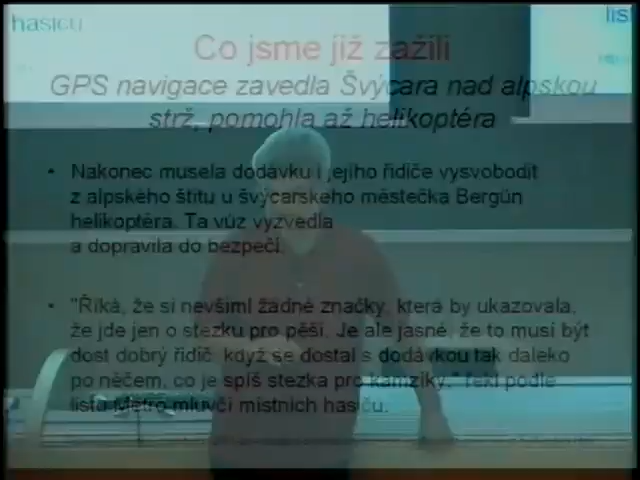 hasičů
Co jsme již zažili
GPS navigace zavedla Švýcara nad alpskou
strž, pomohla až helikoptéra
• Nakonec musela dodávku i jejího řidiče vysvobodit
z alpského štítu u švýcarského městečka Bergün
helikoptéra. Ta vůz vyzvedla
a dopravila do bezpečí.
• "Říká, že si nevšiml žádné značky, která by ukazovala,
že jde jen o stezku pro pěší. Je ale jasné, že to musí být
dost dobrý řidič, když se dostal s dodávkou tak daleko
po něčem, co je spíš stezka pro kamzíky," řekl podle
listu Metro mluvčí místních hasičů.